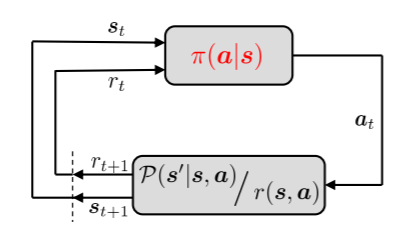 s_t
π(a|s)
r_t
a_t
r_{t+1}
P(s'|s, a) / r(s, a)
s_{t+1}